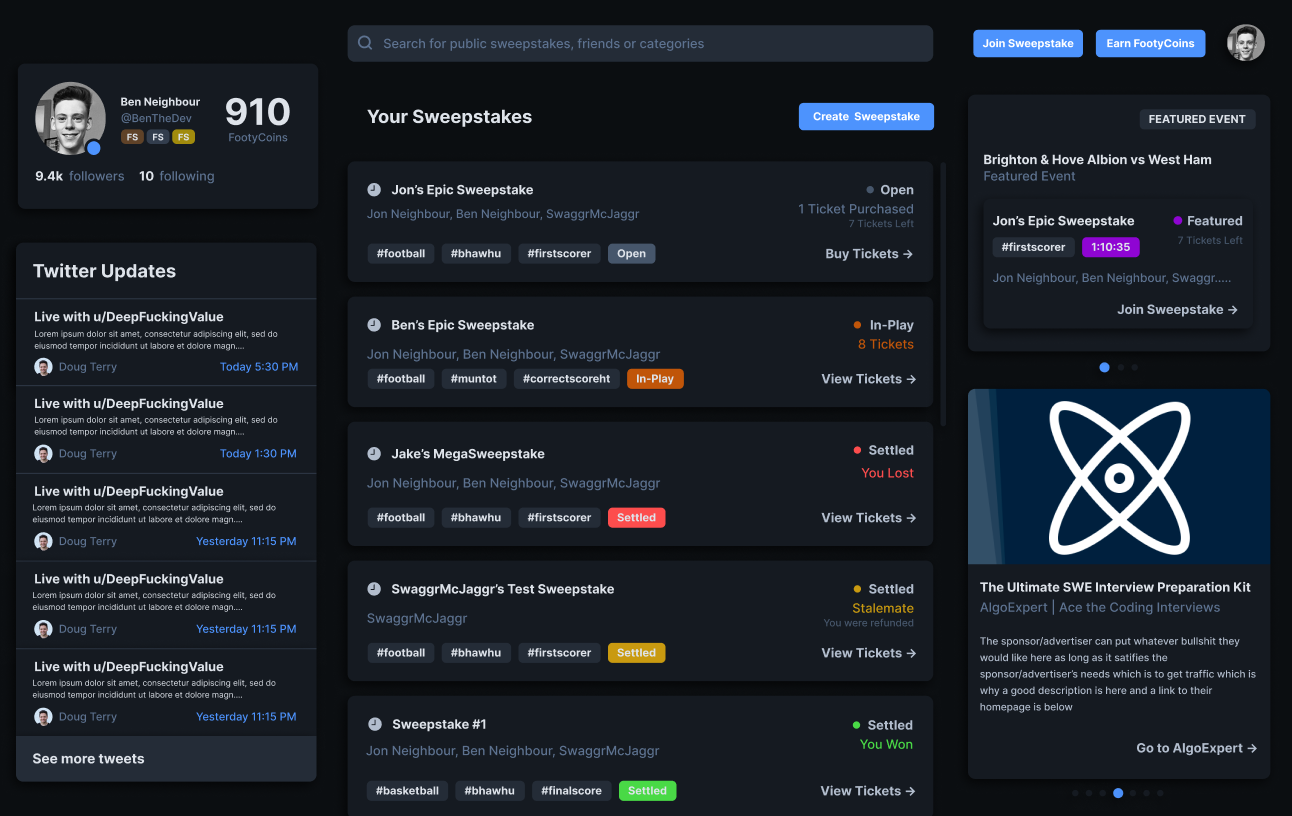 Search for public sweepstakes, friends or categories
Join Sweepstake
Earn FootyCoins
Ben Neighbour
@BenTheDev
FS FS FS
910
FootyCoins
9.4k followers 10 following
Twitter Updates
Live with u/DeepFuckingValue
Lorem ipsum dolor sit amet, consectetur adipiscing elit, sed do
eiusmod tempor incididunt ut labore et dolore magn....
Doug Terry Today 5:30 PM
Live with u/DeepFuckingValue
Lorem ipsum dolor sit amet, consectetur adipiscing elit, sed do
eiusmod tempor incididunt ut labore et dolore magn....
Doug Terry Today 1:30 PM
Live with u/DeepFuckingValue
Lorem ipsum dolor sit amet, consectetur adipiscing elit, sed do
eiusmod tempor incididunt ut labore et dolore magn....
Doug Terry Yesterday 11:15 PM
Live with u/DeepFuckingValue
Lorem ipsum dolor sit amet, consectetur adipiscing elit, sed do
eiusmod tempor incididunt ut labore et dolore magn....
Doug Terry Yesterday 11:15 PM
Live with u/DeepFuckingValue
Lorem ipsum dolor sit amet, consectetur adipiscing elit, sed do
eiusmod tempor incididunt ut labore et dolore magn....
Doug Terry Yesterday 11:15 PM
See more tweets
Your Sweepstakes
Create Sweepstake
Jon’s Epic Sweepstake
Open
Jon Neighbour, Ben Neighbour, SwaggrMcJaggr
1 Ticket Purchased
7 Tickets Left
#football #bhawhu #firstscorer Open
Buy Tickets →
Ben’s Epic Sweepstake
In-Play
Jon Neighbour, Ben Neighbour, SwaggrMcJaggr
8 Tickets
#football #muntot #correctscoreht In-Play
View Tickets →
Jake’s MegaSweepstake
Settled
Jon Neighbour, Ben Neighbour, SwaggrMcJaggr
You Lost
#football #bhawhu #firstscorer Settled
View Tickets →
SwaggrMcJaggr’s Test Sweepstake
Settled
SwaggrMcJaggr
Stalemate
You were refunded
#football #bhawhu #firstscorer Settled
View Tickets →
Sweepstake #1
Settled
Jon Neighbour, Ben Neighbour, SwaggrMcJaggr
You Won
#basketball #bhawhu #finalscore Settled
View Tickets →
FEATURED EVENT
Brighton & Hove Albion vs West Ham
Featured Event
Jon’s Epic Sweepstake
Featured
#firstscorer 1:10:35
7 Tickets Left
Jon Neighbour, Ben Neighbour, Swaggr.....
Join Sweepstake →
The Ultimate SWE Interview Preparation Kit
AlgoExpert | Ace the Coding Interviews
The sponsor/advertiser can put whatever bullshit they
would like here as long as it satifies the
sponsor/advertiser’s needs which is to get traffic which is
why a good description is here and a link to their
homepage is below
Go to AlgoExpert →